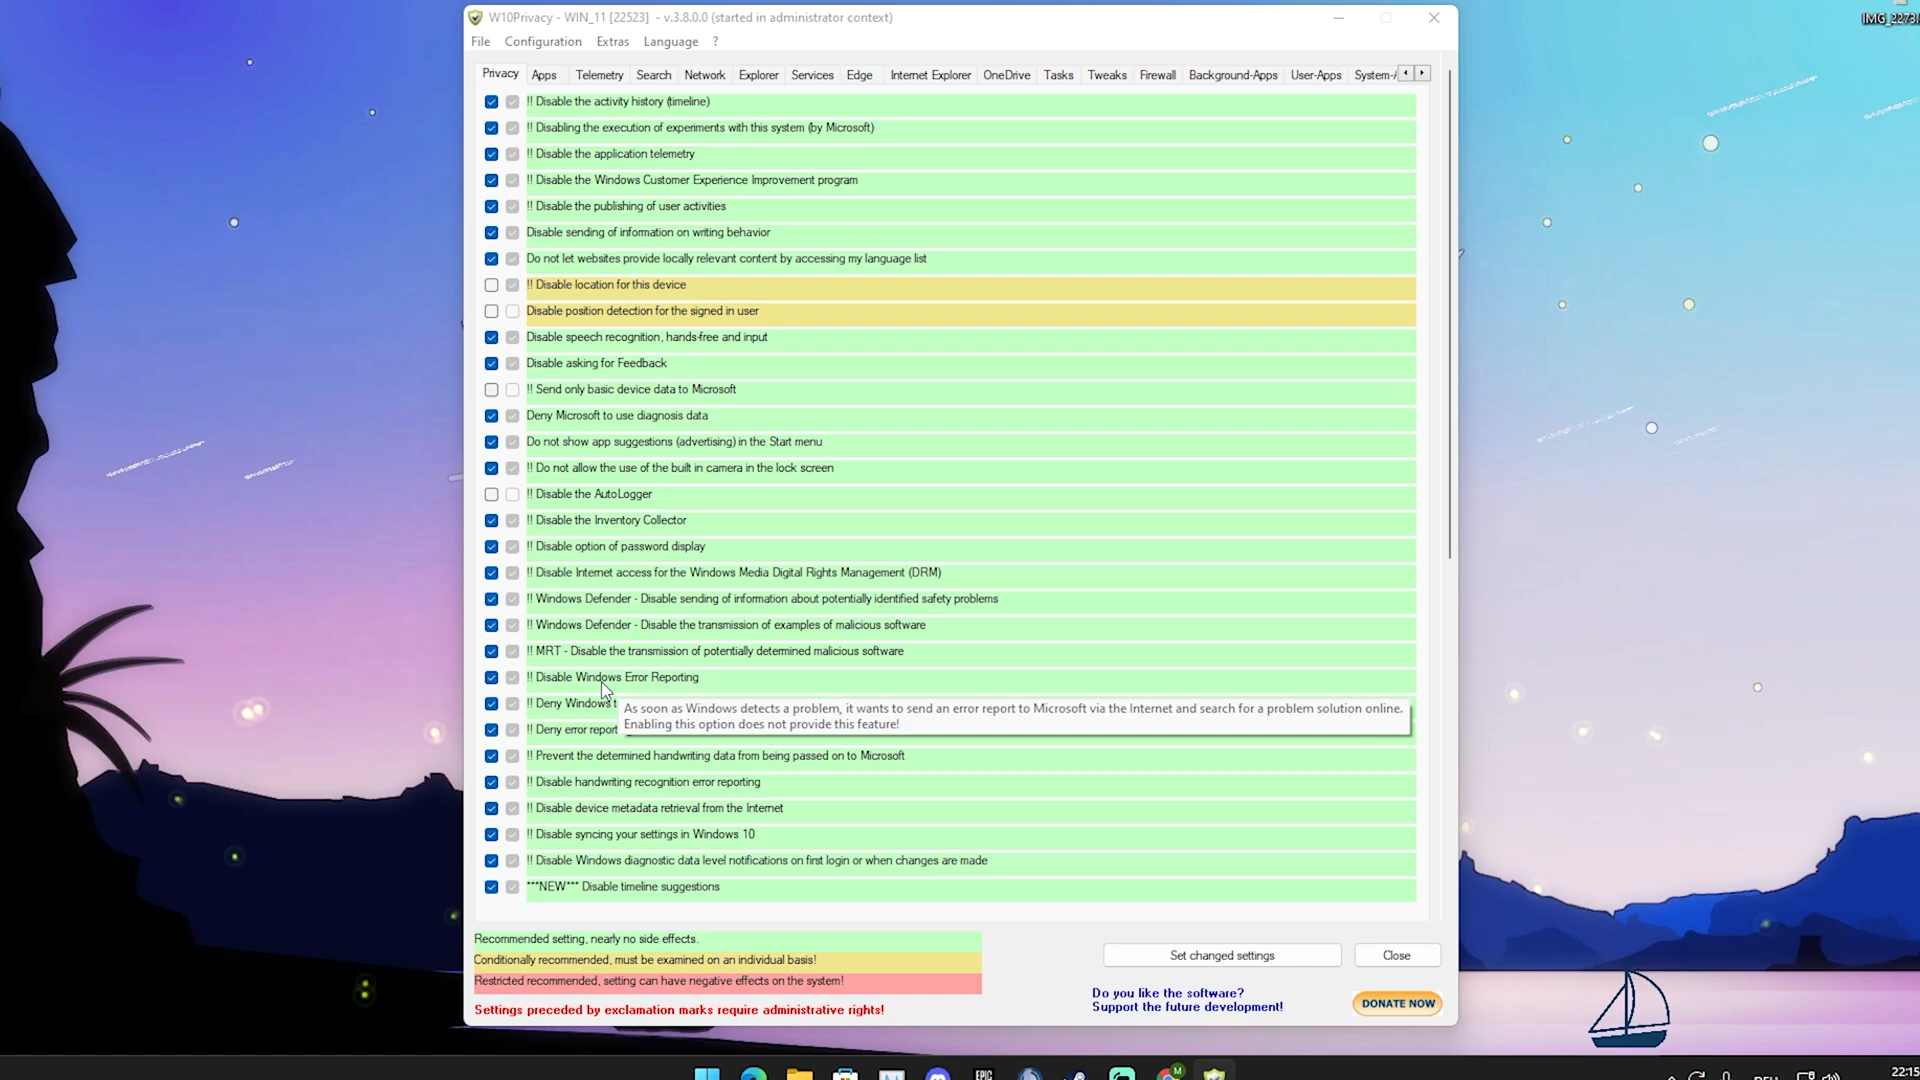 W10Privacy - WIN_11 [22523] - v.3.8.0.0 (started in administrator context)
IMG_2273
File Configuration Extras Language ?
Privacy Apps Telemetry Search Network Explorer Services Edge Internet Explorer OneDrive Tasks Tweaks Firewall Background-Apps User-Apps System-A
!! Disable the activity history (timeline)
!! Disabling the execution of experiments with this system (by Microsoft)
!! Disable the application telemetry
!! Disable the Windows Customer Experience Improvement program
!! Disable the publishing of user activities
Disable sending of information on writing behavior
Do not let websites provide locally relevant content by accessing my language list
!! Disable location for this device
Disable position detection for the signed in user
Disable speech recognition, hands-free and input
Disable asking for Feedback
!! Send only basic device data to Microsoft
Deny Microsoft to use diagnosis data
Do not show app suggestions (advertising) in the Start menu
!! Do not allow the use of the built in camera in the lock screen
!! Disable the AutoLogger
!! Disable the Inventory Collector
!! Disable option of password display
!! Disable Internet access for the Windows Media Digital Rights Management (DRM)
!! Windows Defender - Disable sending of information about potentially identified safety problems
!! Windows Defender - Disable the transmission of examples of malicious software
!! MRT - Disable the transmission of potentially determined malicious software
!! Disable Windows Error Reporting
!! Deny Windows t
As soon as Windows detects a problem, it wants to send an error report to Microsoft via the Internet and search for a problem solution online.
Enabling this option does not provide this feature!
!! Deny error report
!! Prevent the determined handwriting data from being passed on to Microsoft
!! Disable handwriting recognition error reporting
!! Disable device metadata retrieval from the Internet
!! Disable syncing your settings in Windows 10
!! Disable Windows diagnostic data level notifications on first login or when changes are made
***NEW*** Disable timeline suggestions
Recommended setting, nearly no side effects.
Conditionally recommended, must be examined on an individual basis!
Restricted recommended, setting can have negative effects on the system!
Settings preceded by exclamation marks require administrative rights!
Set changed settings
Close
Do you like the software?
Support the future development!
DONATE NOW
EPIC
M
22:15